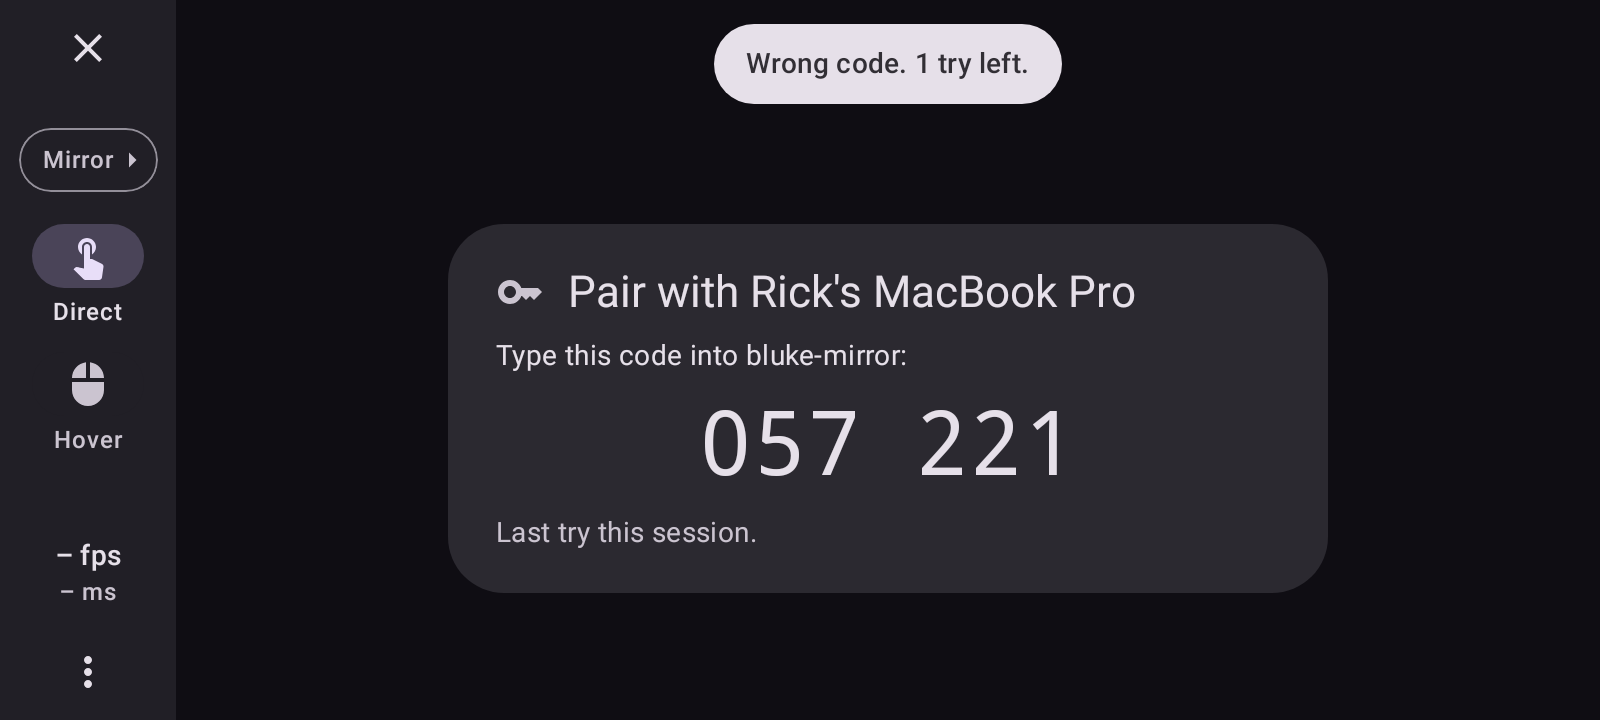 Wrong code. 1 try left.
Mirror
Direct
Hover
– fps
– ms
Pair with Rick's MacBook Pro
Type this code into bluke-mirror:
057 221
Last try this session.